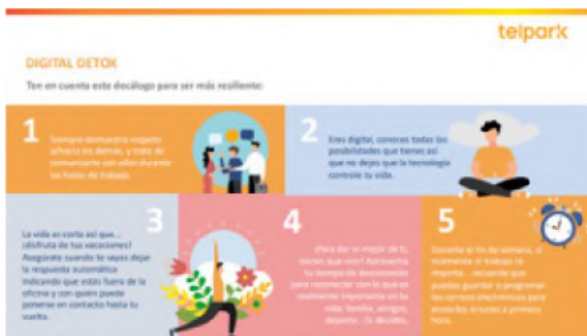 telpark
DIGITAL DETOX
Ten en cuenta este decálogo para ser más resiliente:
1
Siempre demuestra respeto
hacia los demás, y trata de
comunicarte con ellos durante
las horas de trabajo.
2
Eres digital, conoces todas las
posibilidades que tienes así
que no dejes que la tecnología
controle tu vida.
3
La vida es corta así que...
¡disfruta de tus vacaciones!
Asegúrate cuando te vayas dejar
la respuesta automática
indicando que estás fuera de la
oficina y con quién puede
ponerse en contacto hasta tu
vuelta.
4
¡Para dar lo mejor de ti,
tienes que vivir! Aprovecha
tu tiempo de desconexión
para reconectar con lo que es
realmente importante en tu
vida: familia, amigos,
deporte... Tu decides.
5
Durante el fin de semana, si
realmente el trabajo te
importa... recuerda que
puedes guardar o programar
los correos electrónicos para
enviarlos el lunes a primera
hora.